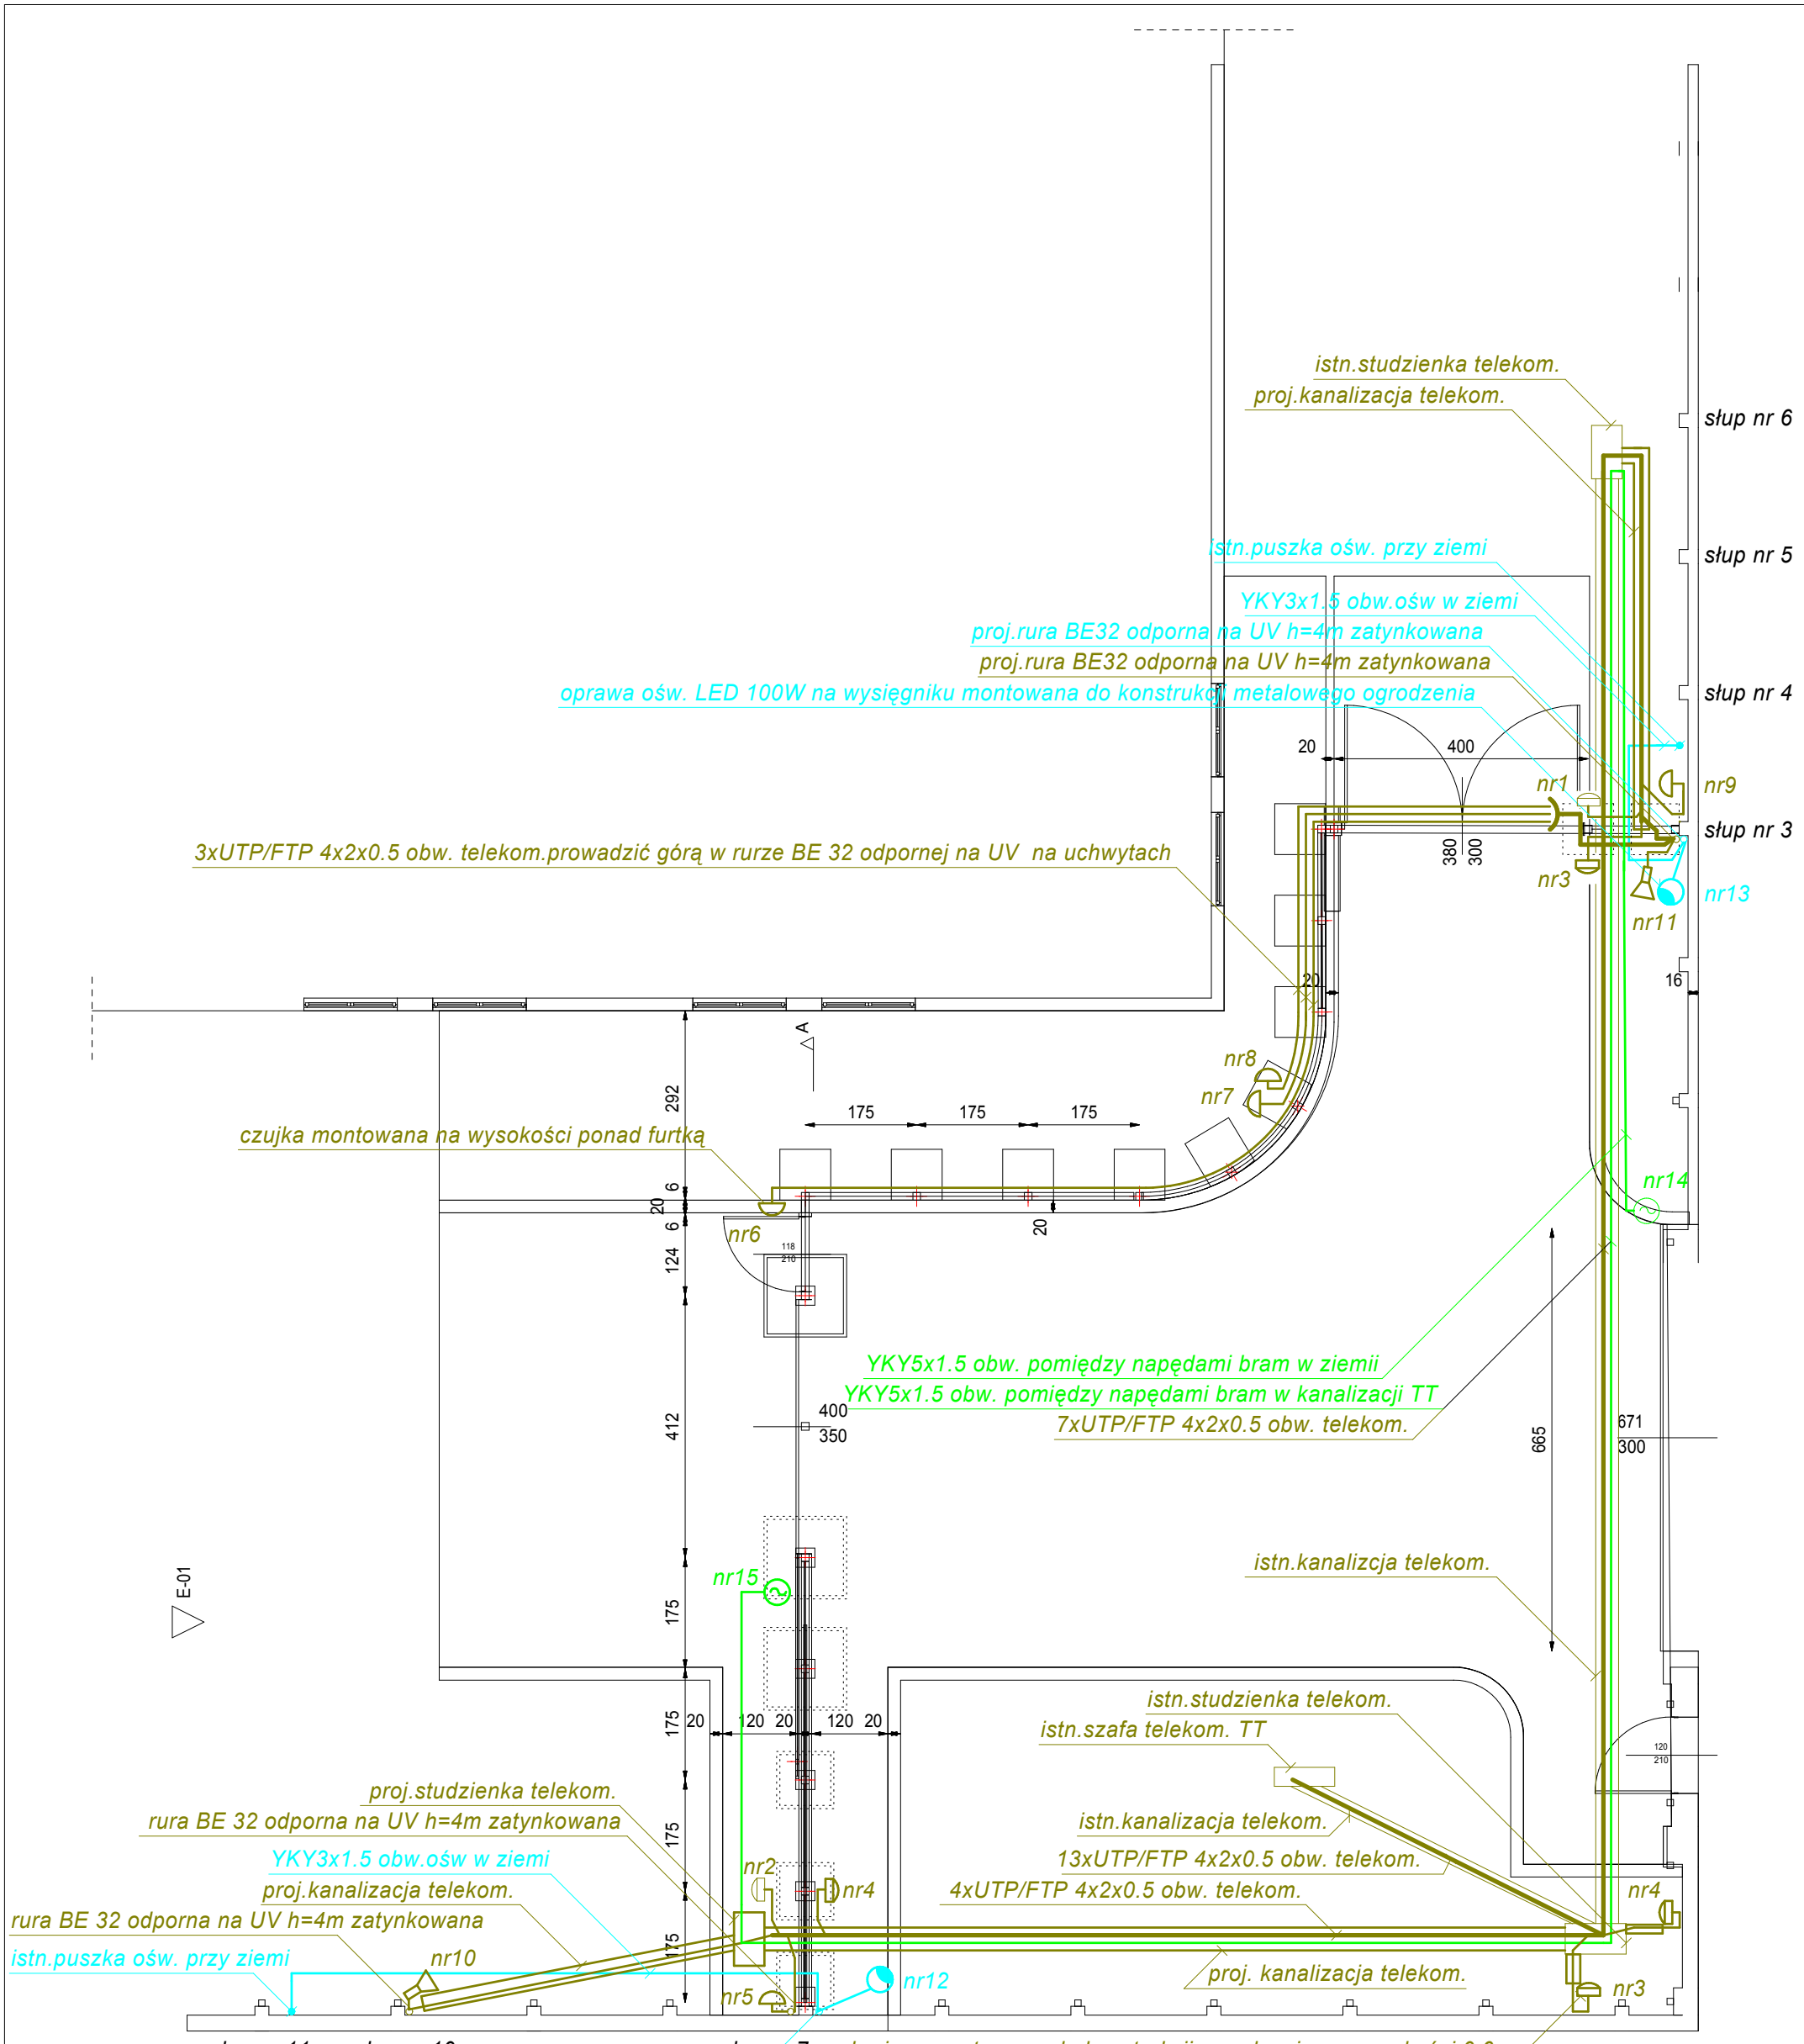 istn.studzienka telekom.
proj.kanalizacja telekom.
słup nr 6
istn.puszka ośw. przy ziemi
słup nr 5
YKY3x1.5 obw.ośw w ziemi
proj.rura BE32 odporna na UV h=4m zatynkowana
proj.rura BE32 odporna na UV h=4m zatynkowana
oprawa ośw. LED 100W na wysięgniku montowana do konstrukcji metalowego ogrodzenia
słup nr 4
20
400
nr1
nr9
słup nr 3
380
300
3xUTP/FTP 4x2x0.5 obw. telekom.prowadzić górą w rurze BE 32 odpornej na UV na uchwytach
nr3
nr11
nr13
20
16
A
nr8
nr7
292
175
175
175
czujka montowana na wysokości ponad furtką
6
20
6
20
nr6
nr14
124
118
210
YKY5x1.5 obw. pomiędzy napędami bram w ziemii
YKY5x1.5 obw. pomiędzy napędami bram w kanalizacji TT
7xUTP/FTP 4x2x0.5 obw. telekom.
412
400
350
665
671
300
istn.kanalizcja telekom.
E-01
nr15
175
istn.studzienka telekom.
istn.szafa telekom. TT
175
20
120
20
120
20
120
210
proj.studzienka telekom.
rura BE 32 odporna na UV h=4m zatynkowana
istn.kanalizacja telekom.
175
YKY3x1.5 obw.ośw w ziemi
13xUTP/FTP 4x2x0.5 obw. telekom.
proj.kanalizacja telekom.
nr2
nr4
4xUTP/FTP 4x2x0.5 obw. telekom.
nr4
rura BE 32 odporna na UV h=4m zatynkowana
175
istn.puszka ośw. przy ziemi
nr10
nr12
proj. kanalizacja telekom.
nr5
nr3